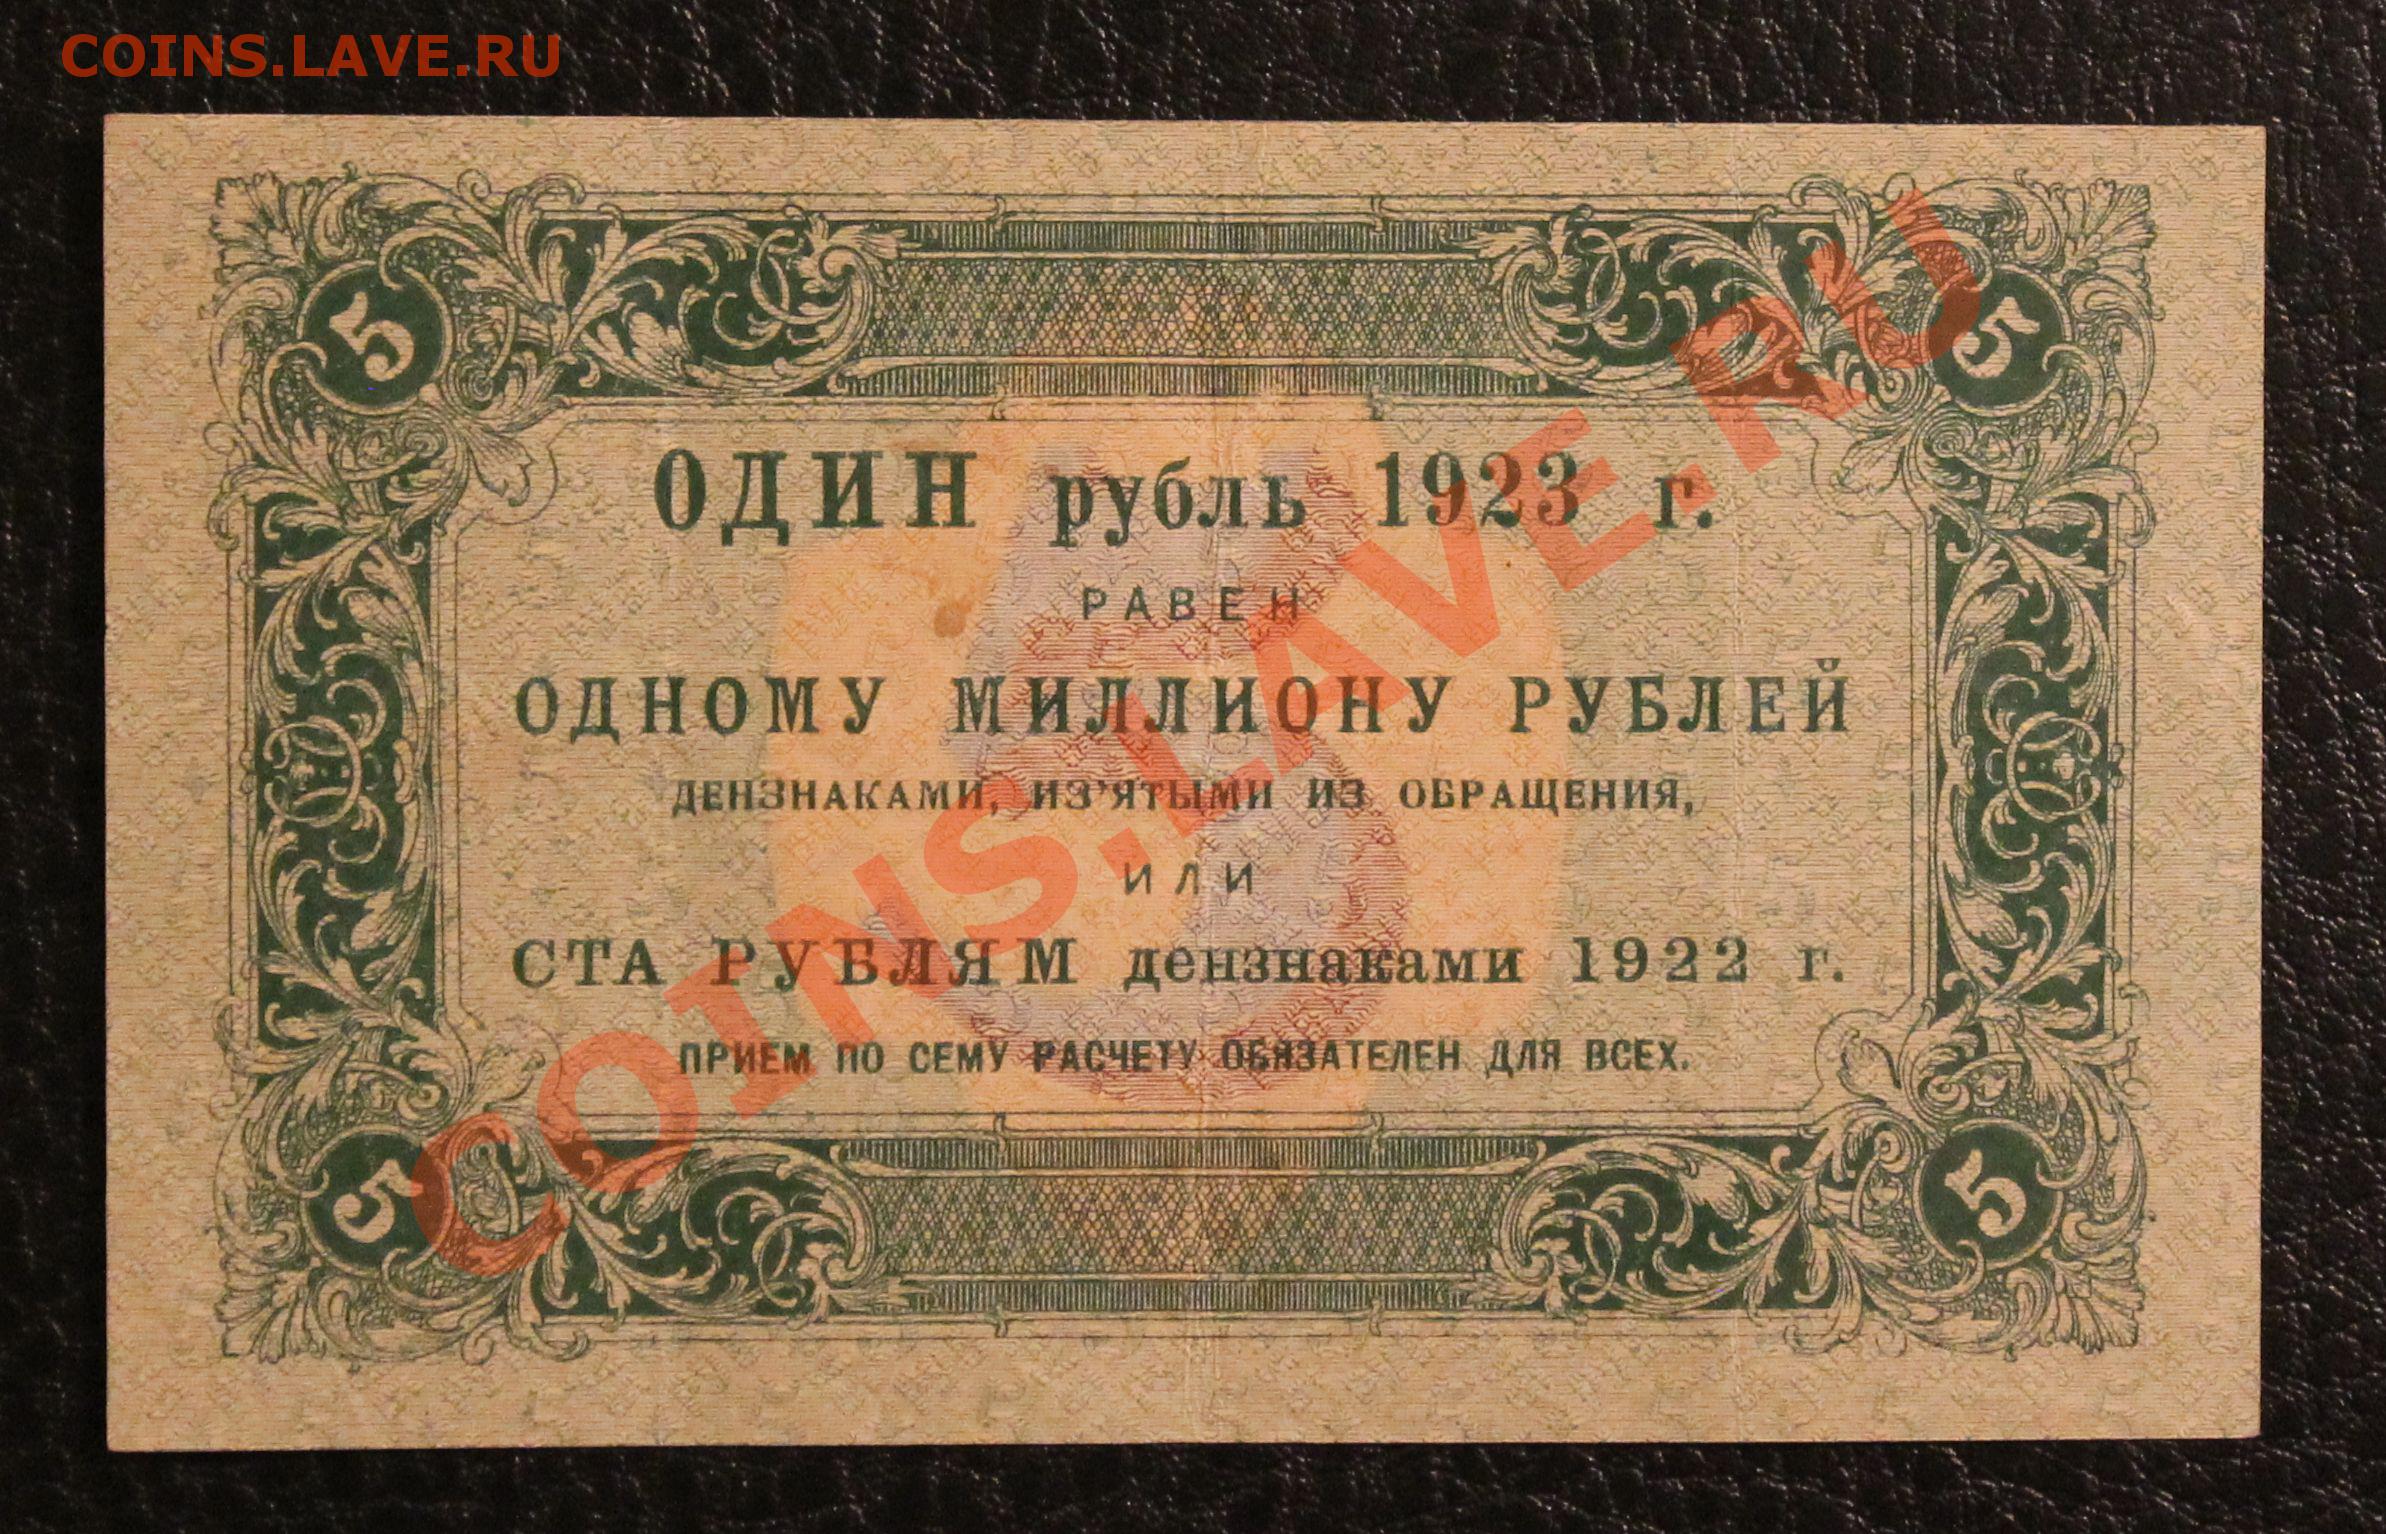 COINS.LAVE.RU
5
5
ОДИН рубль 1923 г.
РАВЕН
ОДНОМУ МИЛЛИОНУ РУБЛЕЙ
ДЕНЗНАКАМИ, ИЗ'ЯТЫМИ ИЗ ОБРАЩЕНИЯ,
ИЛИ
СТА РУБЛЯМ дензнаками 1922 г.
ПРИЕМ ПО СЕМУ РАСЧЕТУ ОБЯЗАТЕЛЕН ДЛЯ ВСЕХ.
5
5
COINS.LAVE.RU